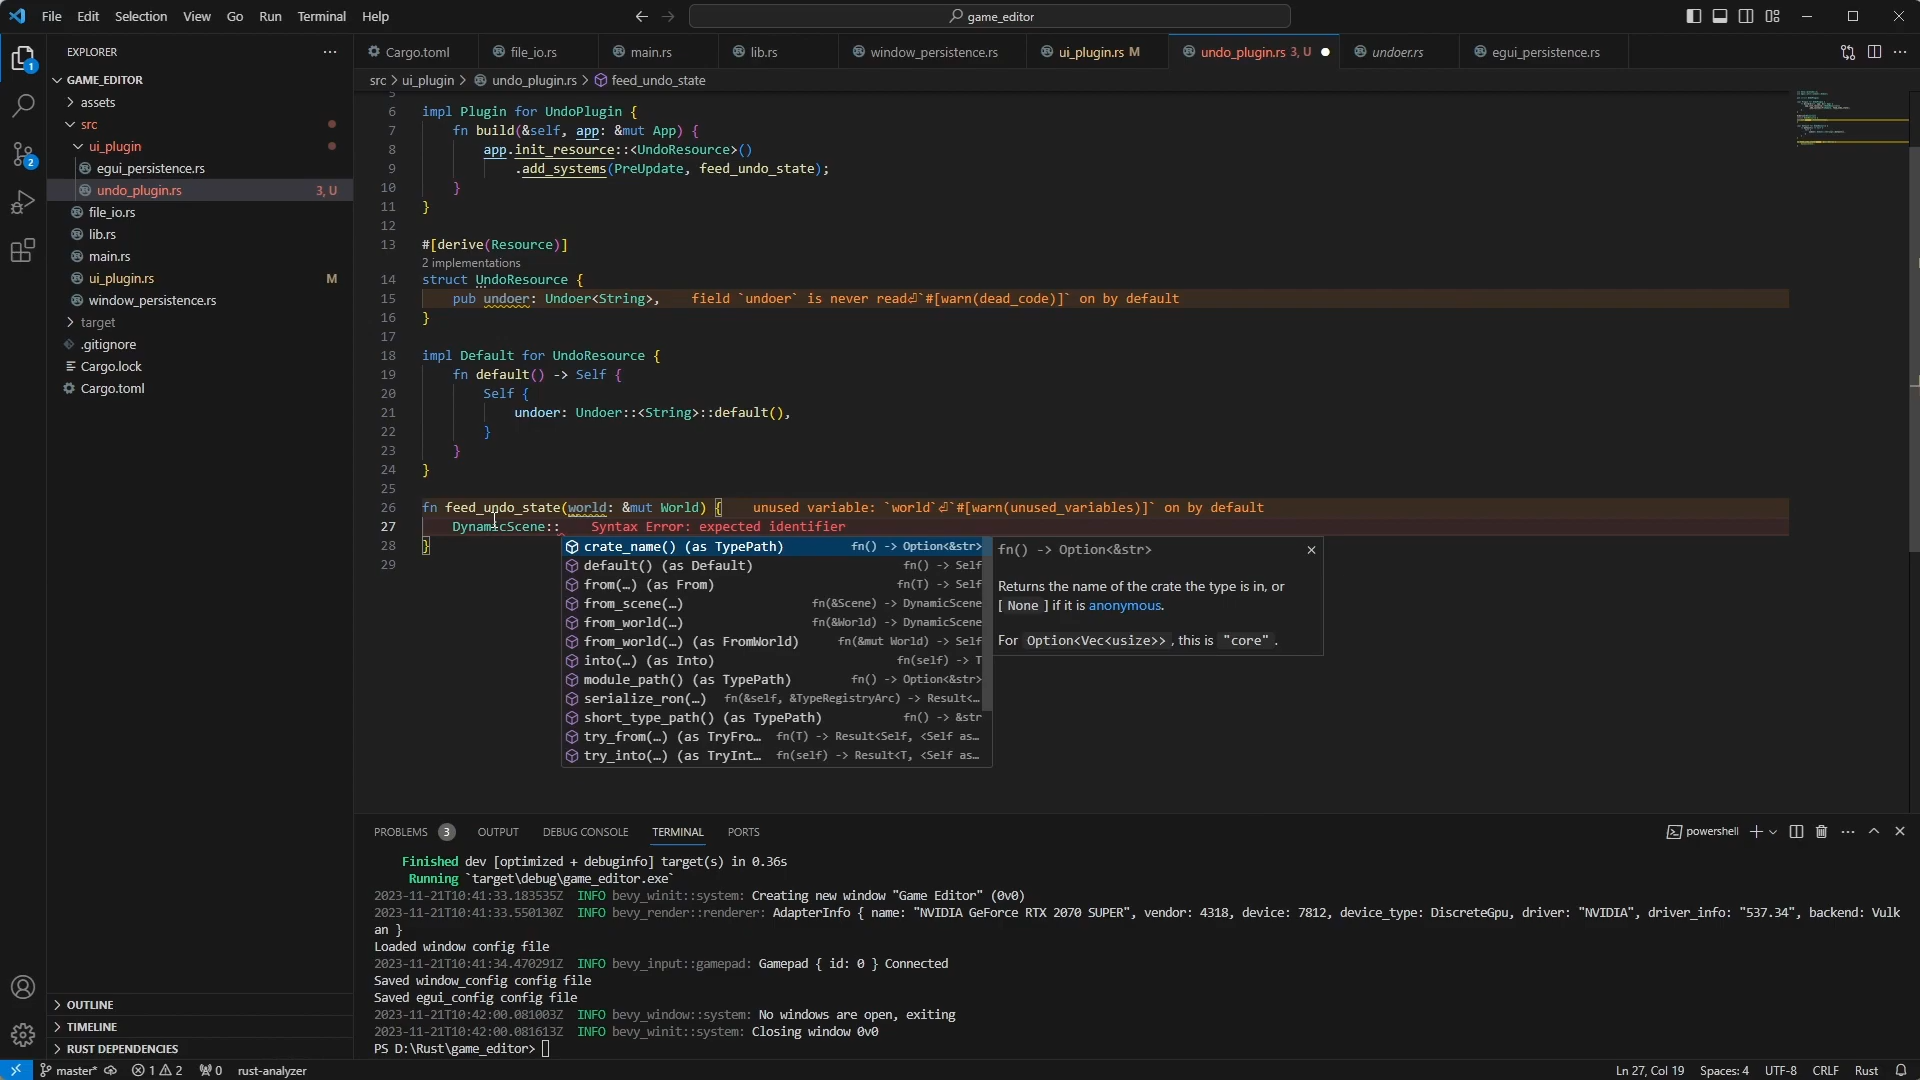 File Edit Selection View Go Run Terminal Help
game_editor
EXPLORER
GAME_EDITOR
assets
src
ui_plugin
egui_persistence.rs
undo_plugin.rs 3, U
file_io.rs
lib.rs
main.rs
ui_plugin.rs M
window_persistence.rs
target
.gitignore
Cargo.lock
Cargo.toml
OUTLINE
TIMELINE
RUST DEPENDENCIES
1
2
Cargo.toml file_io.rs main.rs lib.rs window_persistence.rs ui_plugin.rs M undo_plugin.rs 3, U undoer.rs egui_persistence.rs
src > ui_plugin > undo_plugin.rs > feed_undo_state
5
6 impl Plugin for UndoPlugin {
7 fn build(&self, app: &mut App) {
8 app.init_resource::<UndoResource>()
9 .add_systems(PreUpdate, feed_undo_state);
10 }
11 }
12
13 #[derive(Resource)]
2 implementations
14 struct UndoResource {
15 pub undoer: Undoer<String>, field `undoer` is never read⏎`#[warn(dead_code)]` on by default
16 }
17
18 impl Default for UndoResource {
19 fn default() -> Self {
20 Self {
21 undoer: Undoer::<String>::default(),
22 }
23 }
24 }
25
26 fn feed_undo_state(world: &mut World) { unused variable: `world`⏎`#[warn(unused_variables)]` on by default
27 DynamicScene:: Syntax Error: expected identifier
28 }
29
crate_name() (as TypePath) fn() -> Option<&str>
default() (as Default) fn() -> Self
from(…) (as From) fn(T) -> Self
from_scene(…) fn(&Scene) -> DynamicScene
from_world(…) fn(&World) -> DynamicScene
from_world(…) (as FromWorld) fn(&mut World) -> Self
into(…) (as Into) fn(self) -> T
module_path() (as TypePath) fn() -> Option<&str>
serialize_ron(…) fn(&self, &TypeRegistryArc) -> Result<…
short_type_path() (as TypePath) fn() -> &str
try_from(…) (as TryFro… fn(T) -> Result<Self, <Self as…
try_into(…) (as TryInt… fn(self) -> Result<T, <Self as…
fn() -> Option<&str>
Returns the name of the crate the type is in, or
[ None ] if it is anonymous.
For Option<Vec<usize>>, this is "core".
PROBLEMS 3 OUTPUT DEBUG CONSOLE TERMINAL PORTS
powershell
Finished dev [optimized + debuginfo] target(s) in 0.36s
Running `target\debug\game_editor.exe`
2023-11-21T10:41:33.183535Z INFO bevy_winit::system: Creating new window "Game Editor" (0v0)
2023-11-21T10:41:33.550130Z INFO bevy_render::renderer: AdapterInfo { name: "NVIDIA GeForce RTX 2070 SUPER", vendor: 4318, device: 7812, device_type: DiscreteGpu, driver: "NVIDIA", driver_info: "537.34", backend: Vulk
an }
Loaded window config file
2023-11-21T10:41:34.470291Z INFO bevy_input::gamepad: Gamepad { id: 0 } Connected
Saved window_config config file
Saved egui_config config file
2023-11-21T10:42:00.081003Z INFO bevy_window::system: No windows are open, exiting
2023-11-21T10:42:00.081613Z INFO bevy_winit::system: Closing window 0v0
PS D:\Rust\game_editor>
master* 1 2 0 rust-analyzer Ln 27, Col 19 Spaces: 4 UTF-8 CRLF Rust